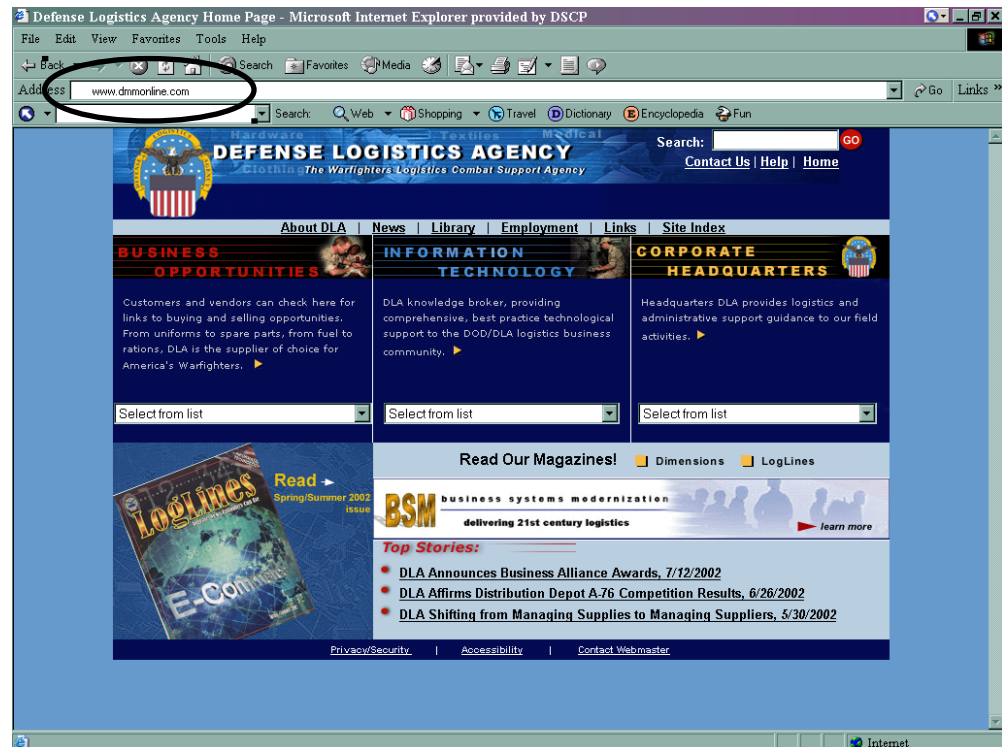 Defense Logistics Agency Home Page - Microsoft Internet Explorer provided by DSCP
File Edit View Favorites Tools Help
Back Search Favorites Media
Address www.dmmonline.com Go Links »
Search: Web Shopping Travel Dictionary Encyclopedia Fun
Hardware Textiles Medical
DEFENSE LOGISTICS AGENCY
Clothing The Warfighters Logistics Combat Support Agency
Search: GO
Contact Us | Help | Home
About DLA | News | Library | Employment | Links | Site Index
BUSINESS
OPPORTUNITIES
Customers and vendors can check here for
links to buying and selling opportunities.
From uniforms to spare parts, from fuel to
rations, DLA is the supplier of choice for
America's Warfighters.
Select from list
INFORMATION
TECHNOLOGY
DLA knowledge broker, providing
comprehensive, best practice technological
support to the DOD/DLA logistics business
community.
Select from list
CORPORATE
HEADQUARTERS
Headquarters DLA provides logistics and
administrative support guidance to our field
activities.
Select from list
LogLines
E-Commerce
Read
Spring/Summer 2002
issue
Read Our Magazines! Dimensions LogLines
BSM business systems modernization
delivering 21st century logistics
learn more
Top Stories:
DLA Announces Business Alliance Awards, 7/12/2002
DLA Affirms Distribution Depot A-76 Competition Results, 6/26/2002
DLA Shifting from Managing Supplies to Managing Suppliers, 5/30/2002
Privacy/Security | Accessibility | Contact Webmaster
Internet